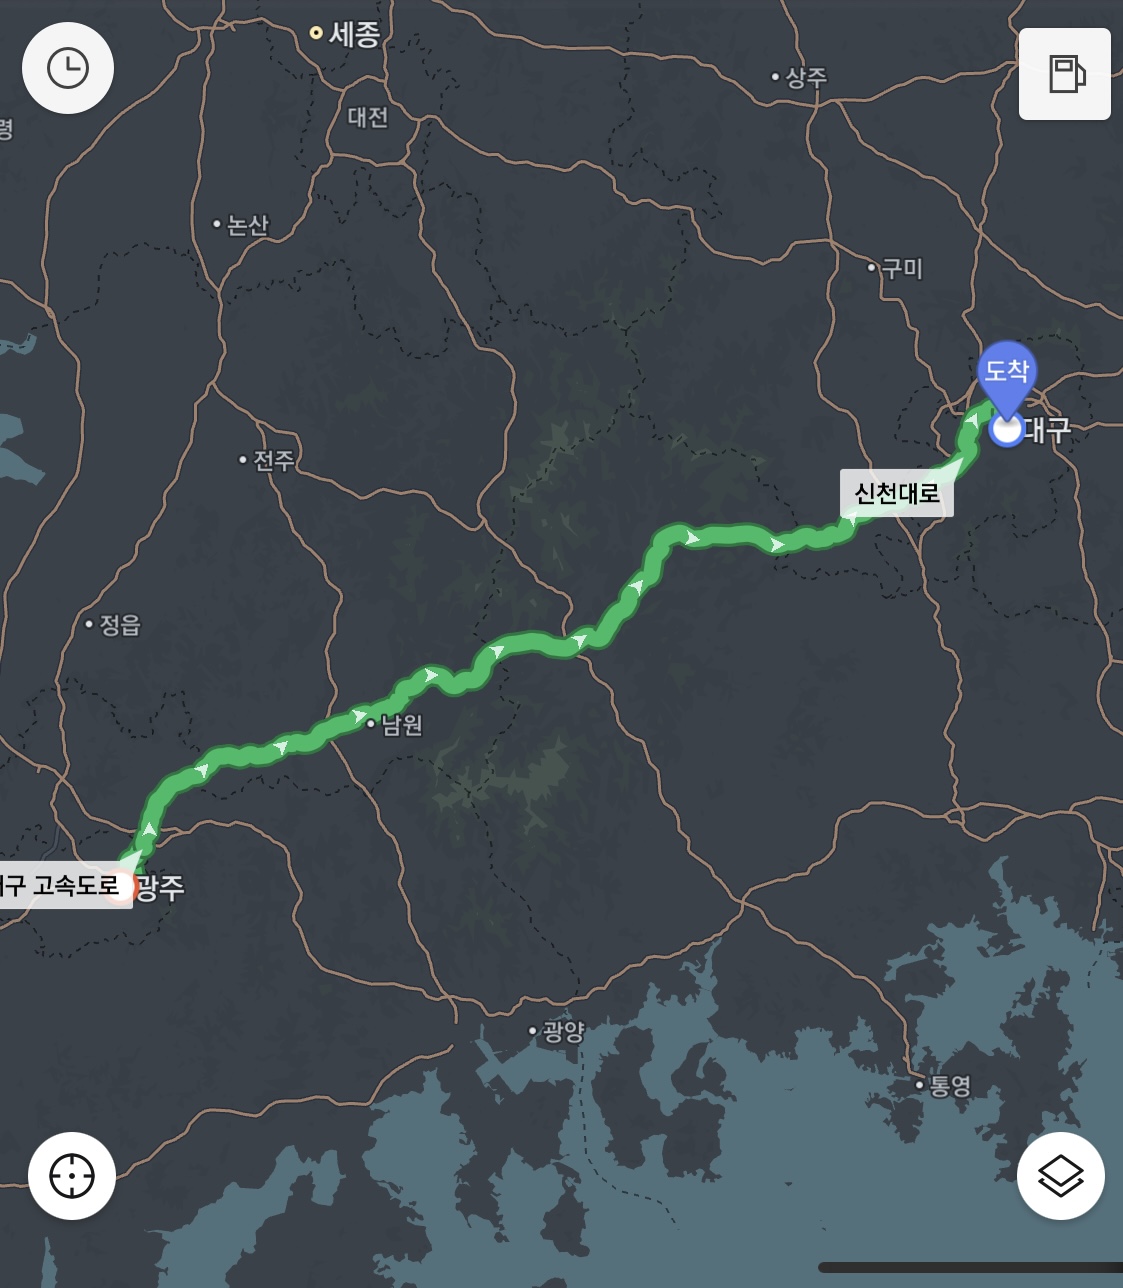 세종
상주
대전
령
논산
구미
도착
대구
전주
신천대로
정읍
남원
구 고속도로
광주
광양
통영